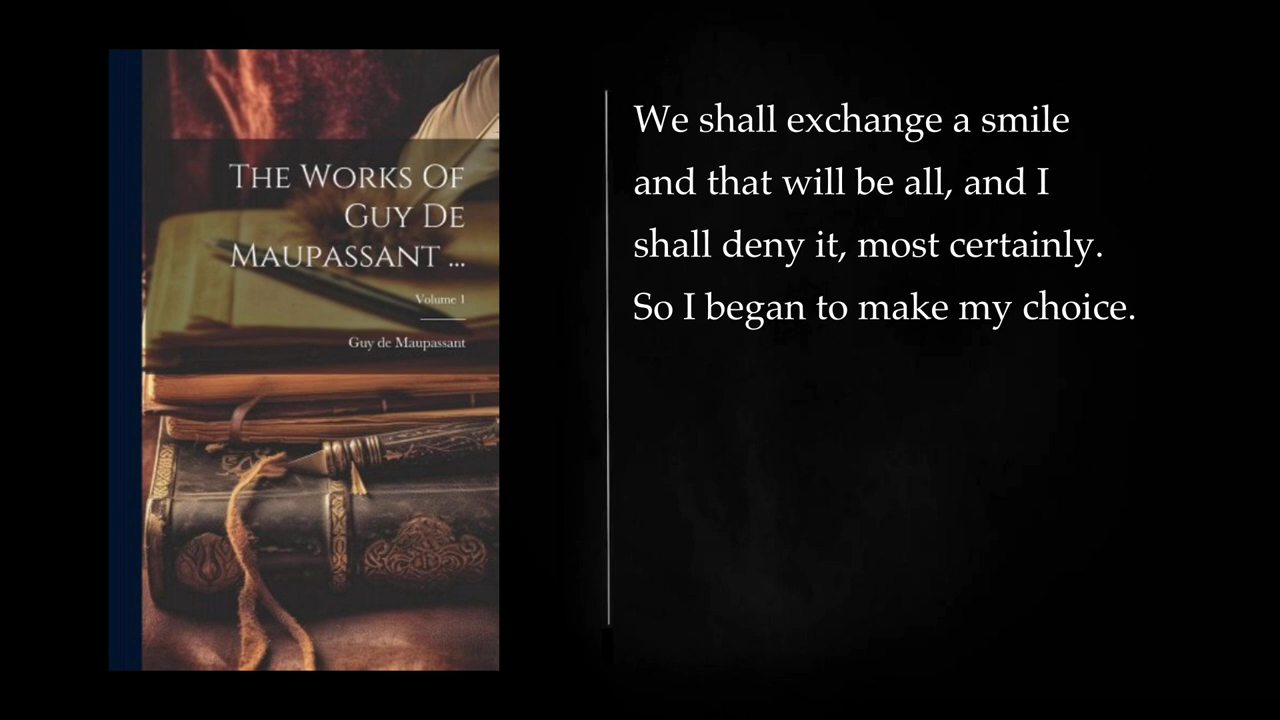 THE WORKS OF
GUY DE
MAUPASSANT ...
Volume 1
Guy de Maupassant
We shall exchange a smile
and that will be all, and I
shall deny it, most certainly.
So I began to make my choice.